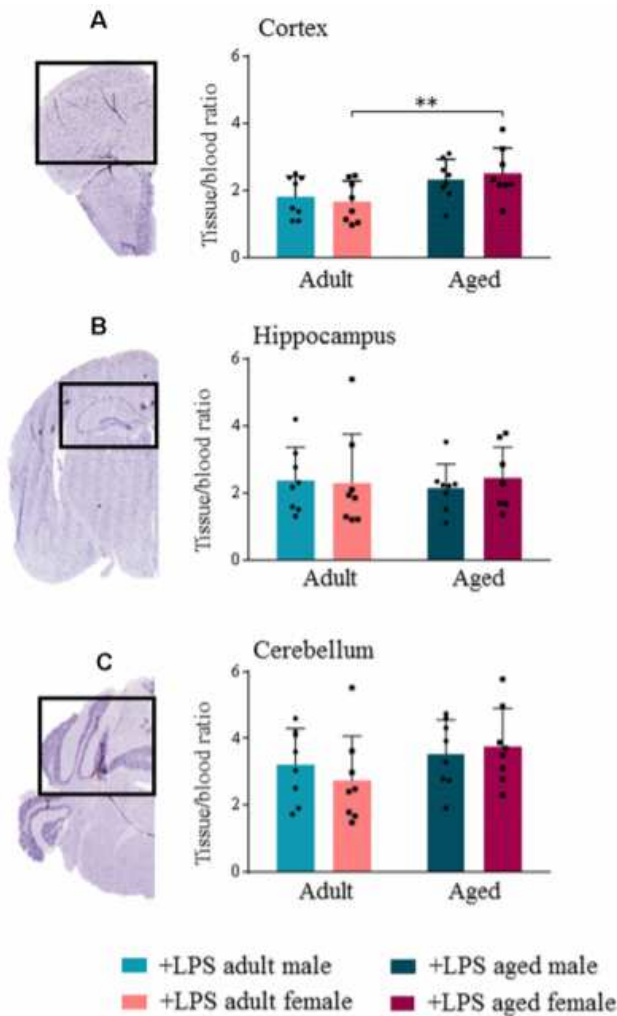 A
Cortex
Tissue/blood ratio
6
4
2
0
**
Adult
Aged
B
Hippocampus
Tissue/blood ratio
6
4
2
0
Adult
Aged
C
Cerebellum
Tissue/blood ratio
6
4
2
0
Adult
Aged
+LPS adult male
+LPS aged male
+LPS adult female
+LPS aged female